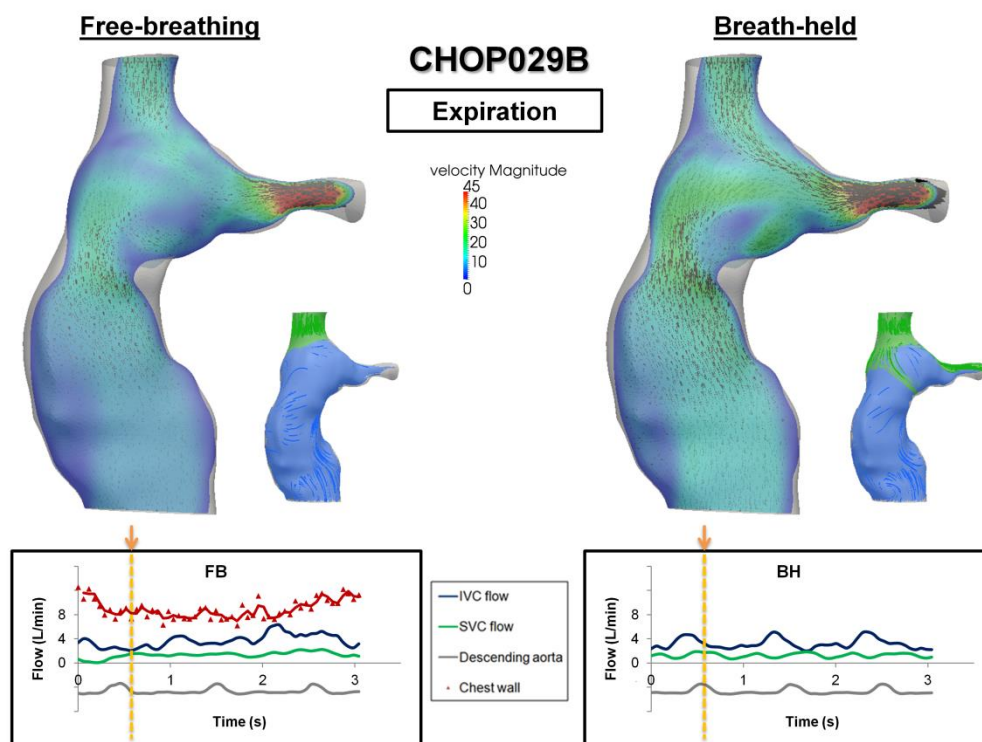 Free-breathing
Breath-held
CHOP029B
Expiration
velocity Magnitude
45
40
30
20
10
0
FB
Flow (L/min)
8
4
0
0
1
2
3
Time (s)
IVC flow
SVC flow
Descending aorta
Chest wall
BH
Flow (L/min)
8
4
0
0
1
2
3
Time (s)